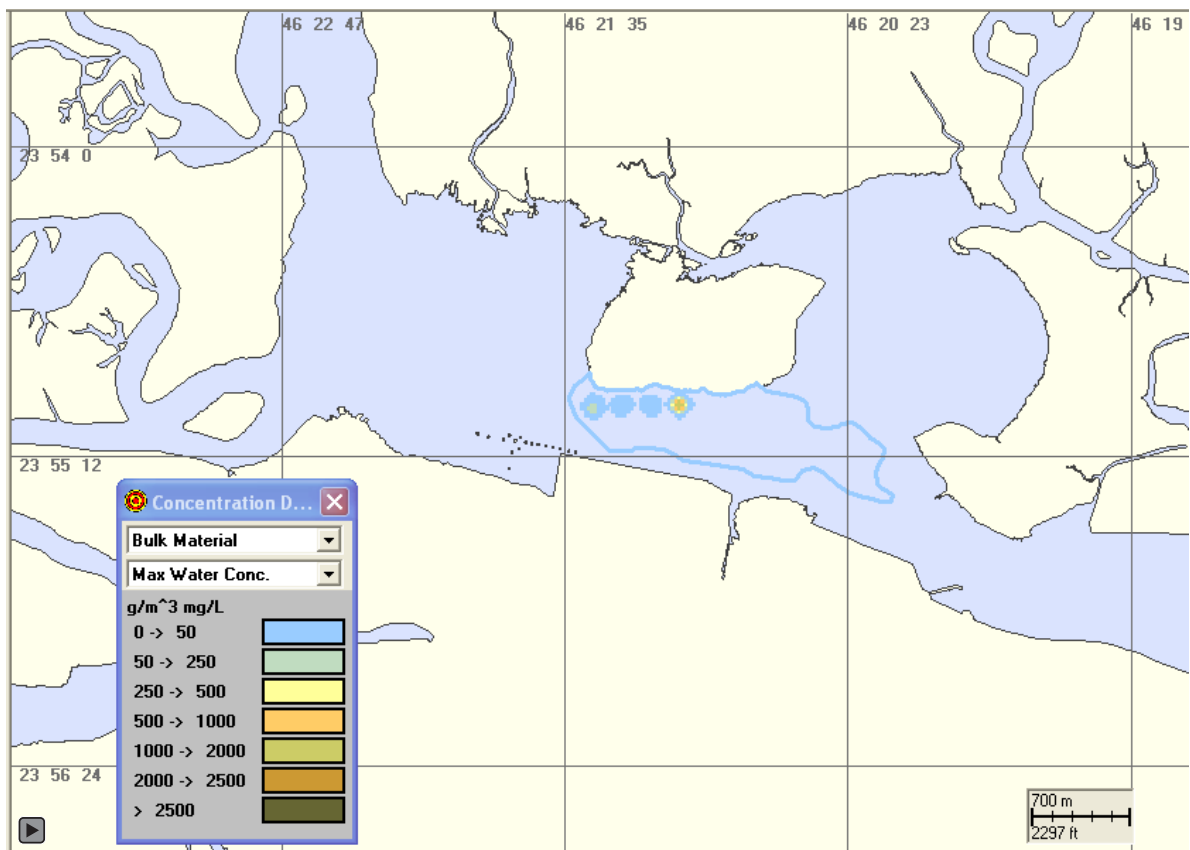 46 22 47
46 21 35
46 20 23
46 19
23 54 0
23 55 12
23 56 24
Concentration D...
Bulk Material
Max Water Conc.
g/m^3 mg/L
0 -> 50
50 -> 250
250 -> 500
500 -> 1000
1000 -> 2000
2000 -> 2500
> 2500
700 m
2297 ft